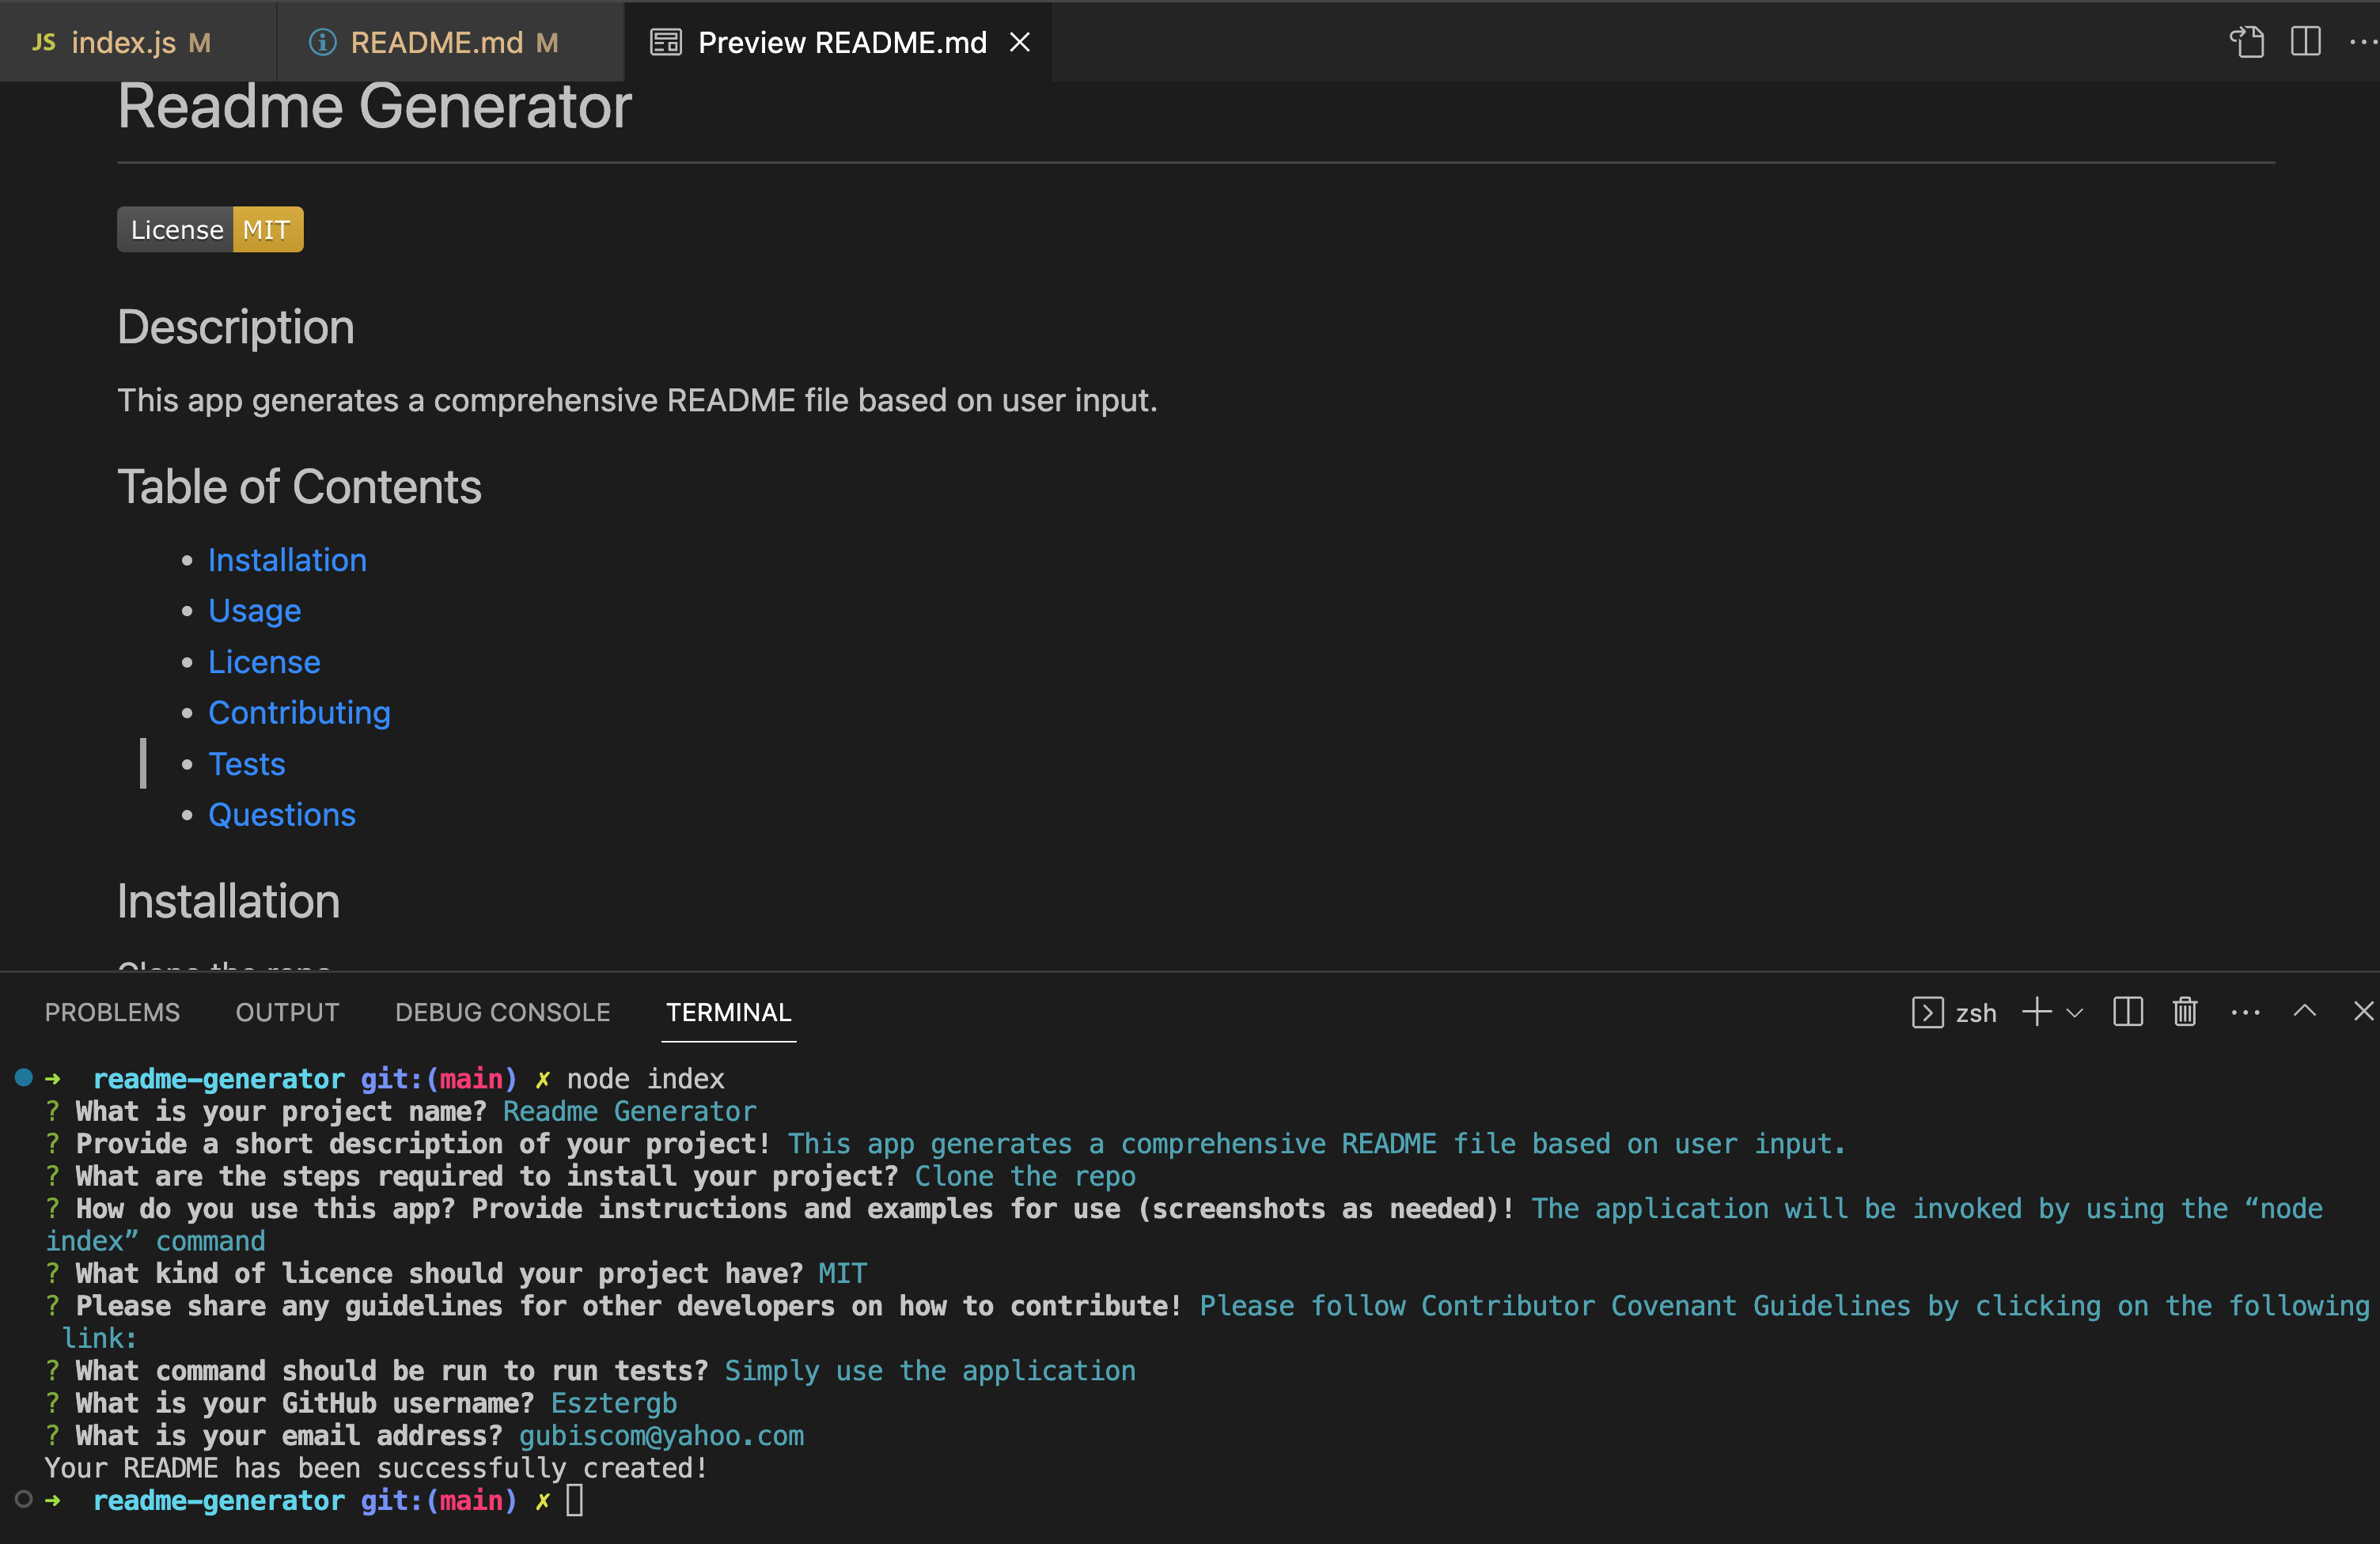 JS index.js M README.md M Preview README.md
Readme Generator
License MIT
Description
This app generates a comprehensive README file based on user input.
Table of Contents
• Installation
• Usage
• License
• Contributing
• Tests
• Questions
Installation
Clone the repo
PROBLEMS OUTPUT DEBUG CONSOLE TERMINAL zsh
➜ readme-generator git:(main) ✗ node index
? What is your project name? Readme Generator
? Provide a short description of your project! This app generates a comprehensive README file based on user input.
? What are the steps required to install your project? Clone the repo
? How do you use this app? Provide instructions and examples for use (screenshots as needed)! The application will be invoked by using the “node
index” command
? What kind of licence should your project have? MIT
? Please share any guidelines for other developers on how to contribute! Please follow Contributor Covenant Guidelines by clicking on the following
link:
? What command should be run to run tests? Simply use the application
? What is your GitHub username? Esztergb
? What is your email address? gubiscom@yahoo.com
Your README has been successfully created!
➜ readme-generator git:(main) ✗